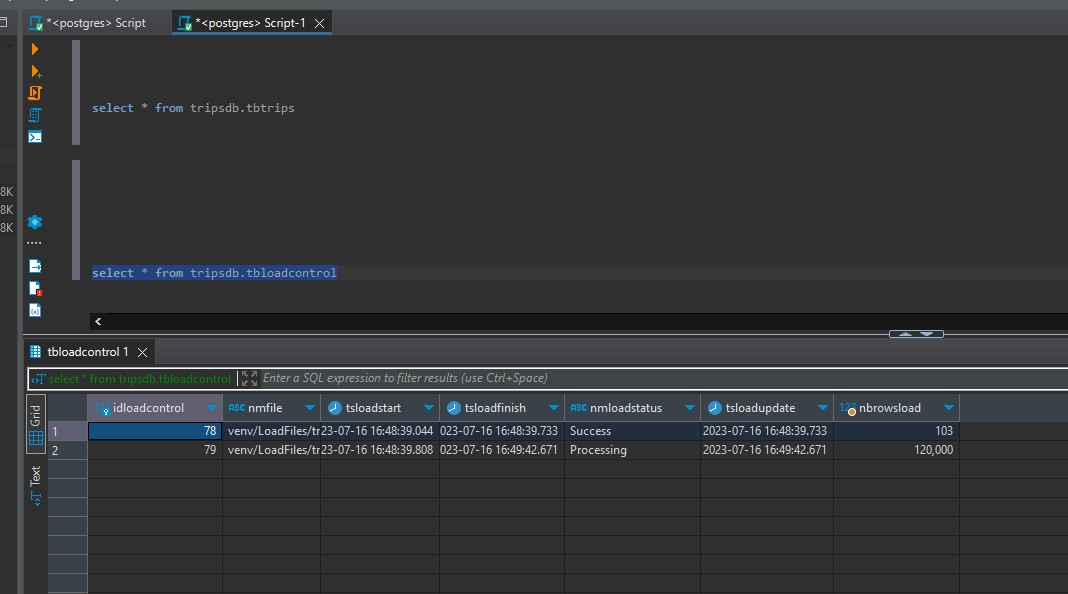 *<postgres> Script
*<postgres> Script-1
select * from tripsdb.tbtrips
8K
8K
8K
select * from tripsdb.tbloadcontrol
tbloadcontrol 1
select * from tripsdb.tbloadcontrol Enter a SQL expression to filter results (use Ctrl+Space)
Grid
Text
123 idloadcontrol ABC nmfile tsloadstart tsloadfinish ABC nmloadstatus tsloadupdate 123 nbrowsload
1 78 venv/LoadFiles/tr 23-07-16 16:48:39.044 023-07-16 16:48:39.733 Success 2023-07-16 16:48:39.733 103
2 79 venv/LoadFiles/tr 23-07-16 16:48:39.808 023-07-16 16:49:42.671 Processing 2023-07-16 16:49:42.671 120,000